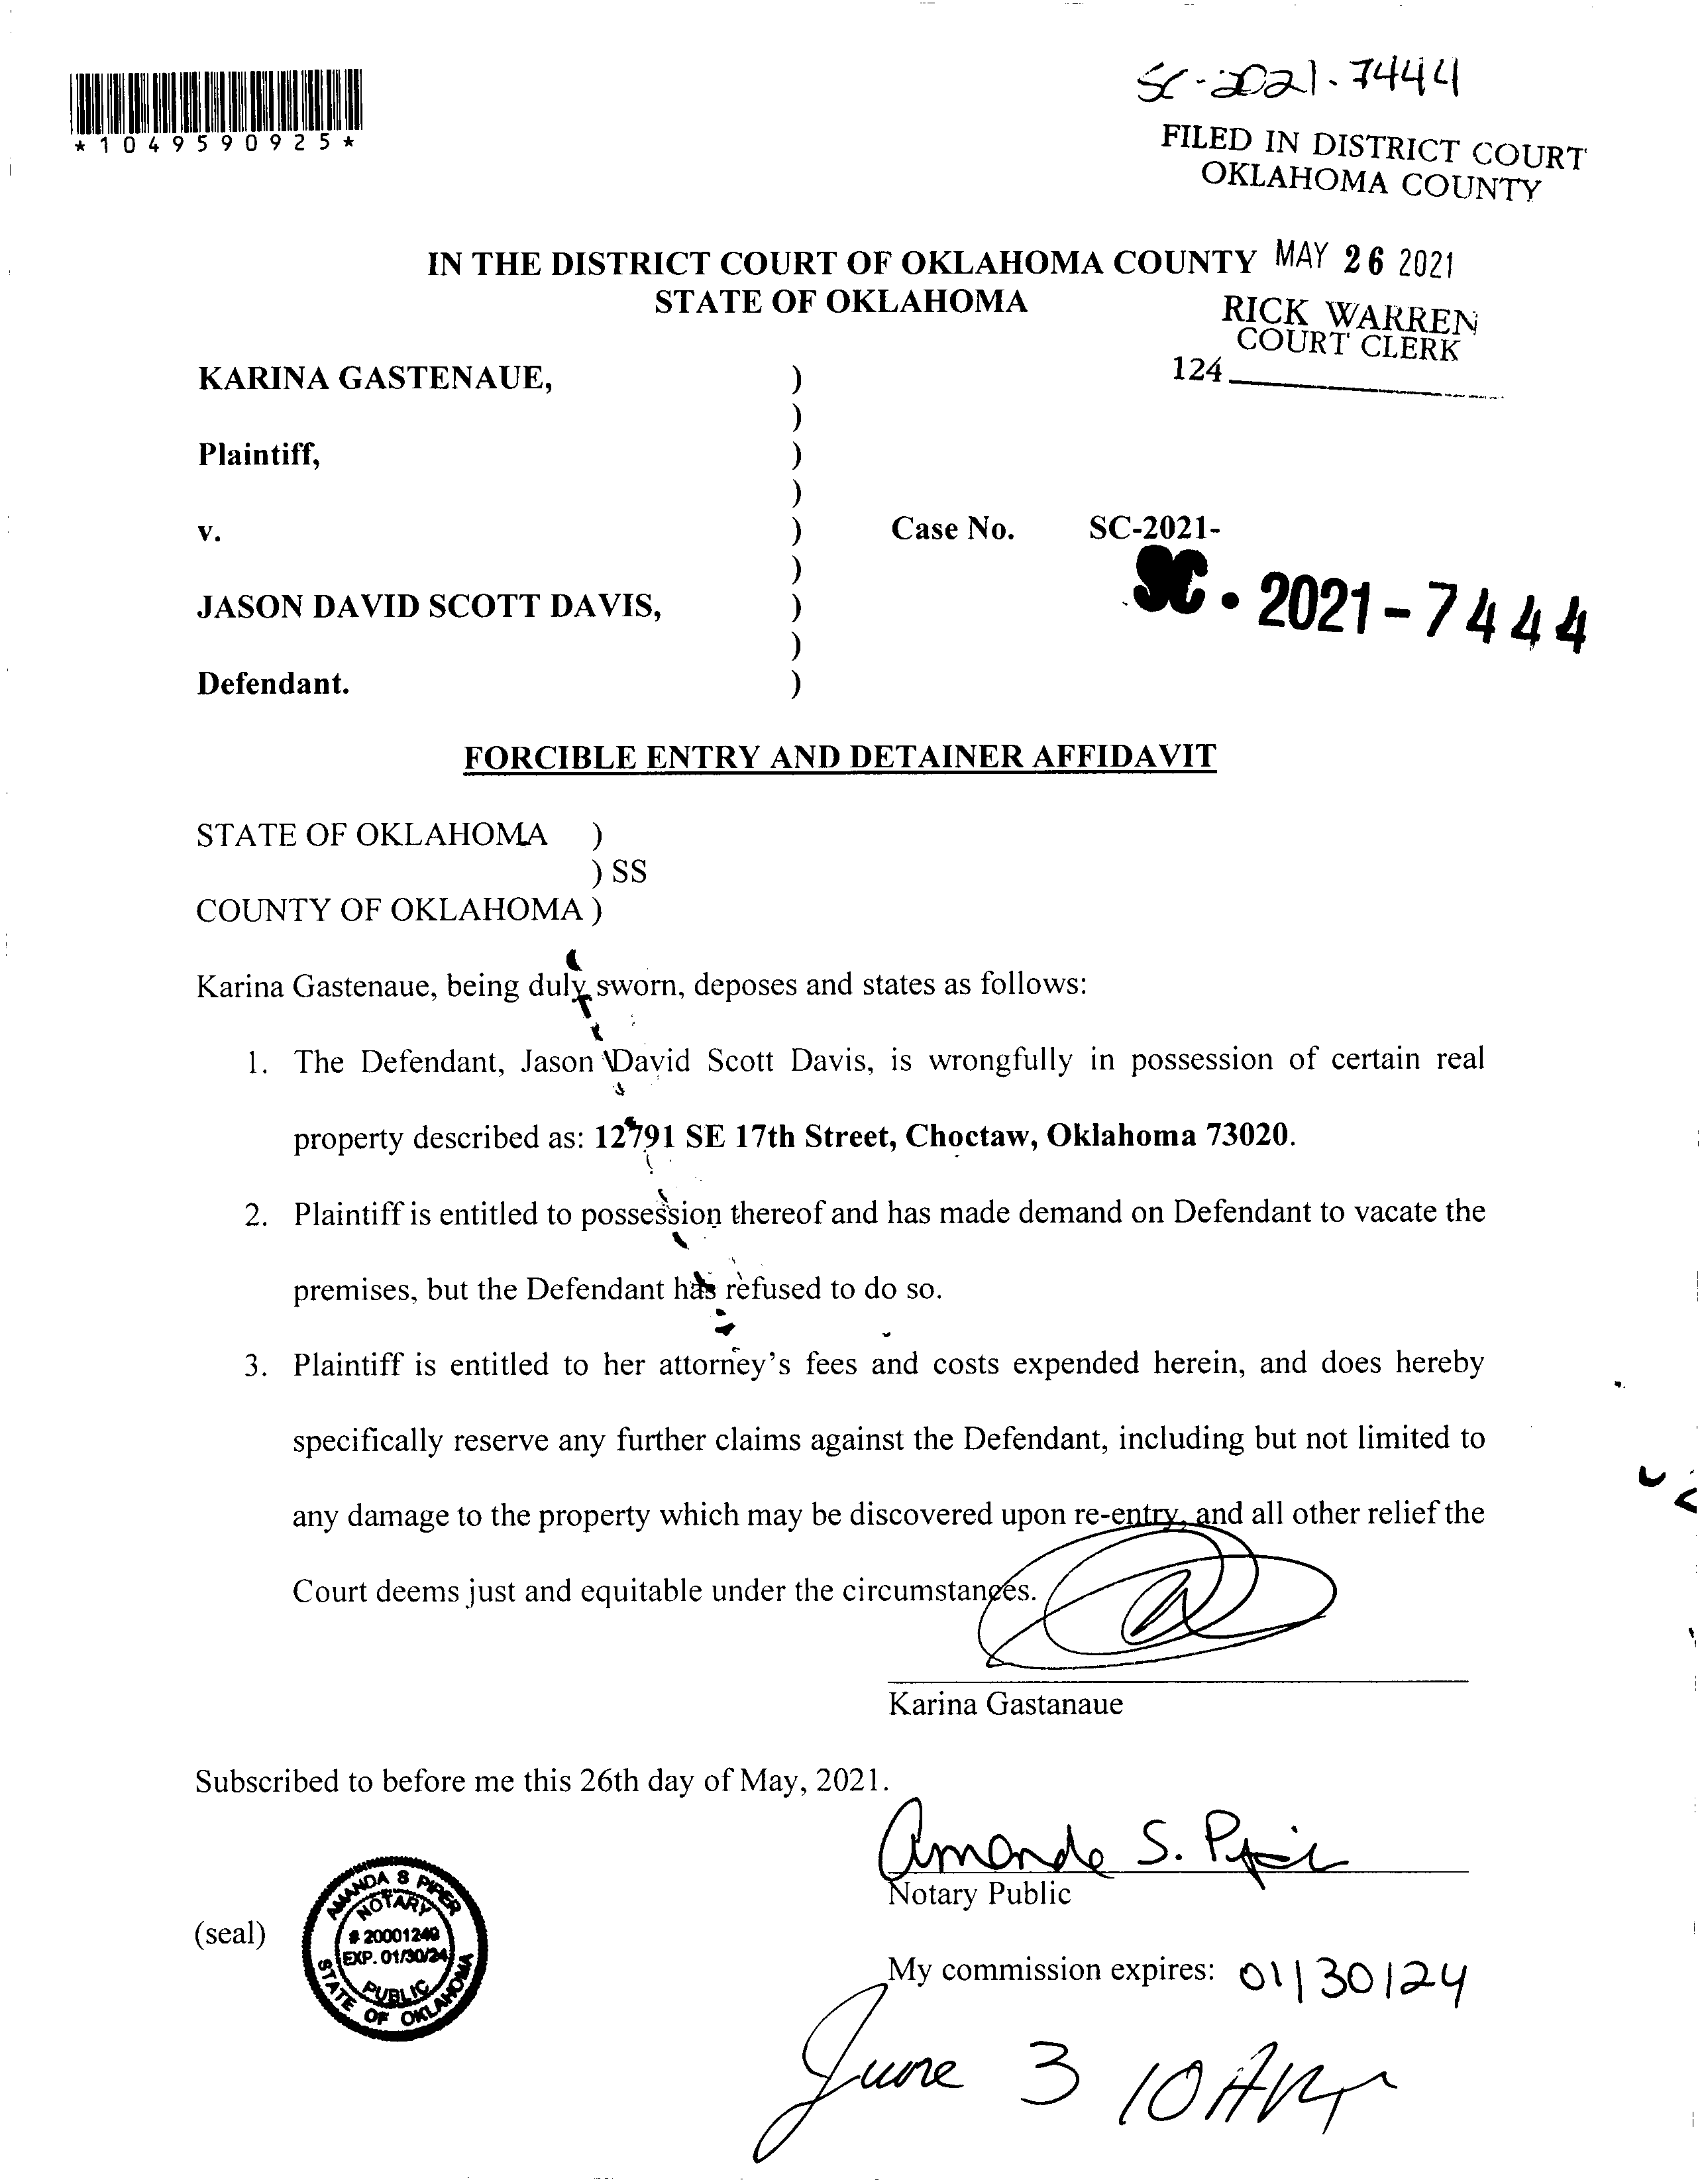 *1049590925*
SC-2021-7444
FILED IN DISTRICT COURT
OKLAHOMA COUNTY
IN THE DISTRICT COURT OF OKLAHOMA COUNTY MAY 26 2021
STATE OF OKLAHOMA
RICK WARREN
COURT CLERK
124
KARINA GASTENAUE, )
)
Plaintiff, )
)
v. ) Case No. SC-2021-
)
SC-2021-7444
JASON DAVID SCOTT DAVIS, )
)
Defendant. )
FORCIBLE ENTRY AND DETAINER AFFIDAVIT
STATE OF OKLAHOMA )
) SS
COUNTY OF OKLAHOMA )
Karina Gastenaue, being duly sworn, deposes and states as follows:
1. The Defendant, Jason David Scott Davis, is wrongfully in possession of certain real
property described as: 12791 SE 17th Street, Choctaw, Oklahoma 73020.
2. Plaintiff is entitled to possession thereof and has made demand on Defendant to vacate the
premises, but the Defendant has refused to do so.
3. Plaintiff is entitled to her attorney's fees and costs expended herein, and does hereby
specifically reserve any further claims against the Defendant, including but not limited to
any damage to the property which may be discovered upon re-entry, and all other relief the
Court deems just and equitable under the circumstances.
Karina Gastanaue
Subscribed to before me this 26th day of May, 2021.
Amanda S. Piper
Notary Public
(seal)
AMANDA S PIPER
NOTARY
# 20001249
EXP. 01/30/24
PUBLIC
STATE OF OKLAHOMA
My commission expires: 01/30/24
June 3 10 AM